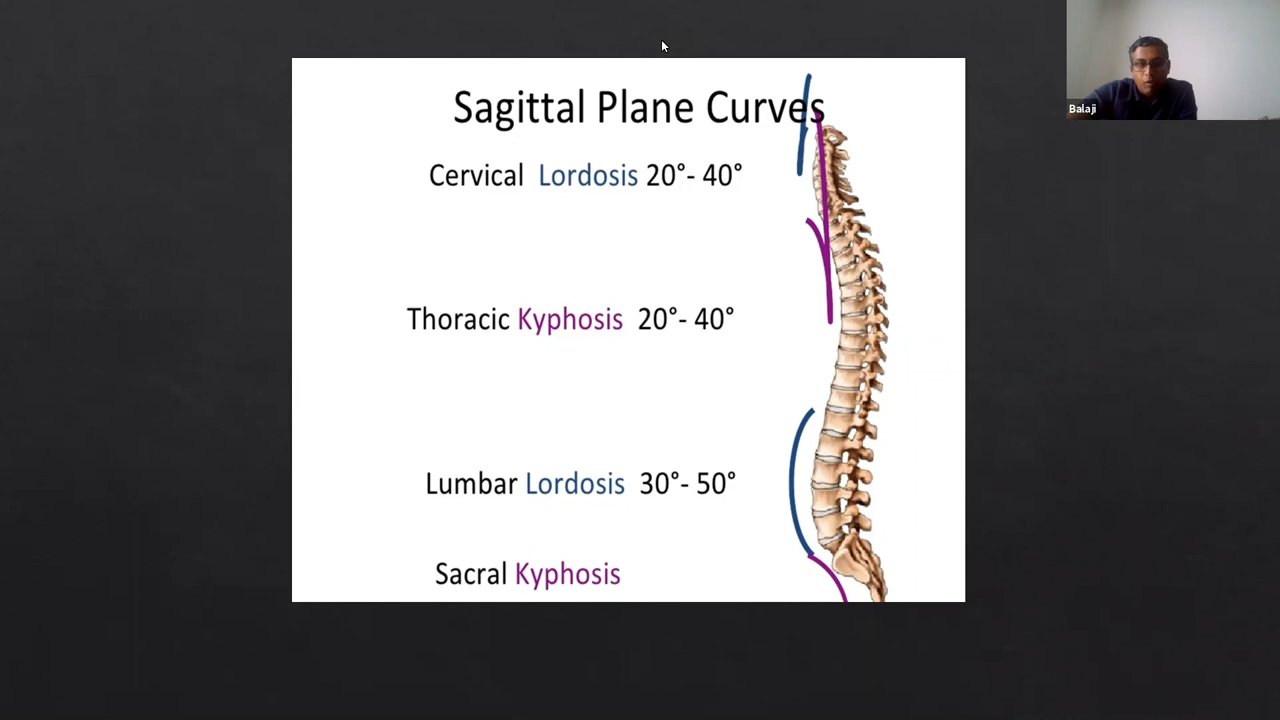 Sagittal Plane Curves
Cervical Lordosis 20°- 40°
Thoracic Kyphosis 20°- 40°
Lumbar Lordosis 30°- 50°
Sacral Kyphosis
Balaji